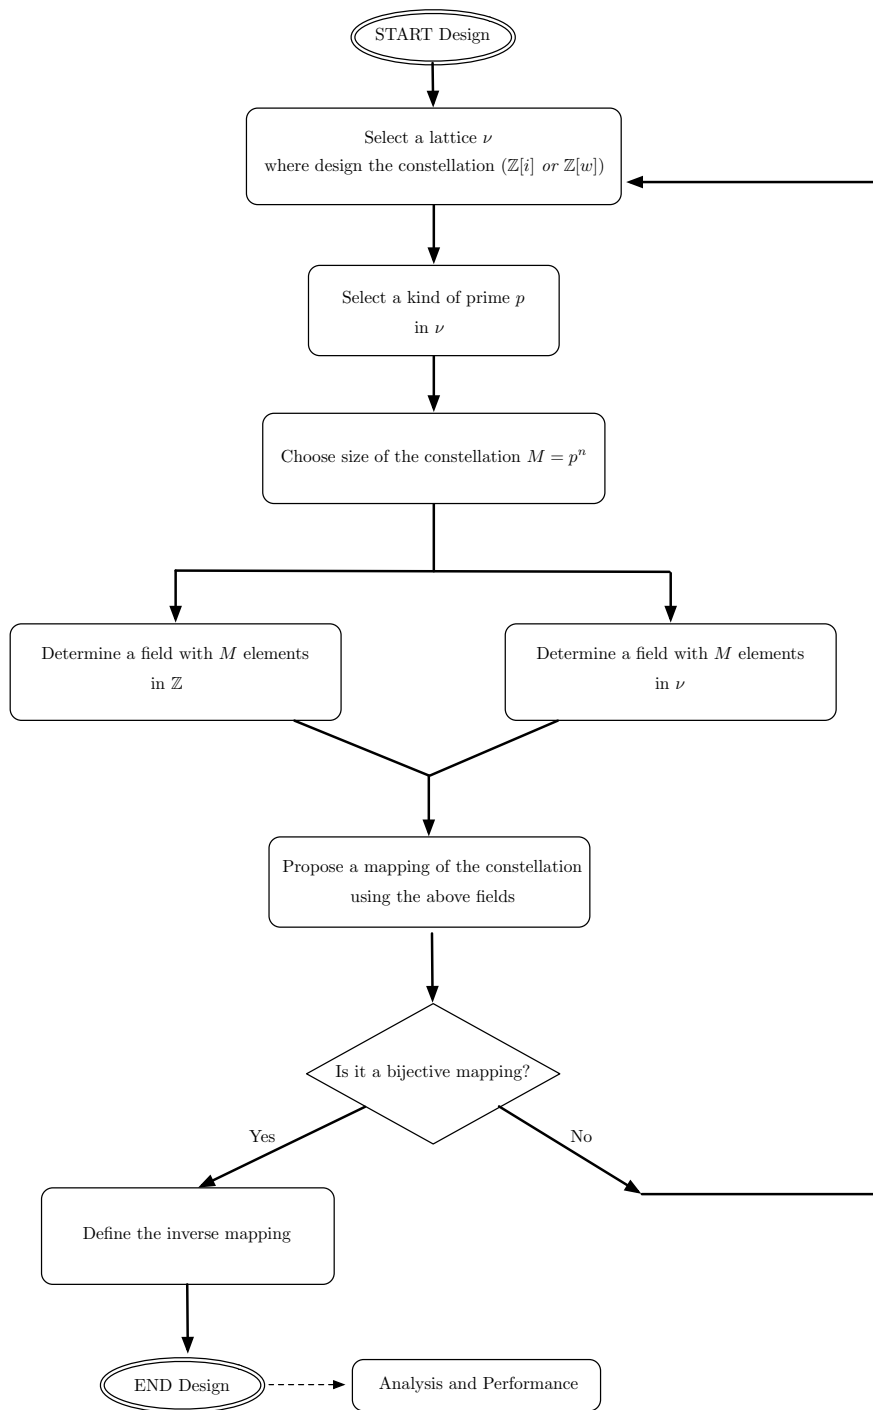 START Design
Select a lattice ν
where design the constellation (ℤ[i] or ℤ[w])
Select a kind of prime p
in ν
Choose size of the constellation M = pⁿ
Determine a field with M elements
in ℤ
Determine a field with M elements
in ν
Propose a mapping of the constellation
using the above fields
Is it a bijective mapping?
Yes
No
Define the inverse mapping
END Design
Analysis and Performance